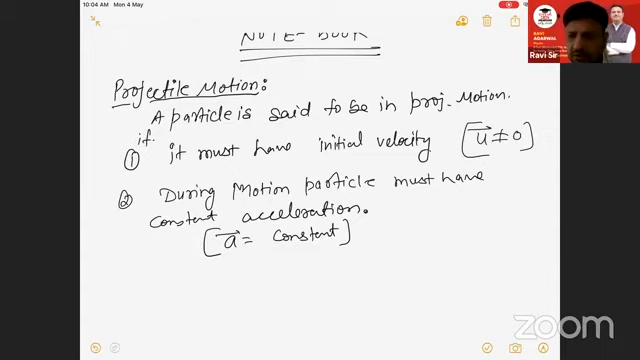 10:04 AM Mon 4 May
NOTE-BOOK
Projectile Motion:
A particle is said to be in proj. Motion.
if.
① it must have initial velocity [u⃗ ≠ 0]
② During Motion particle must have
constant acceleration.
[a⃗ = constant]
RAVI
AGARWAL
Ravi Sir
zoom